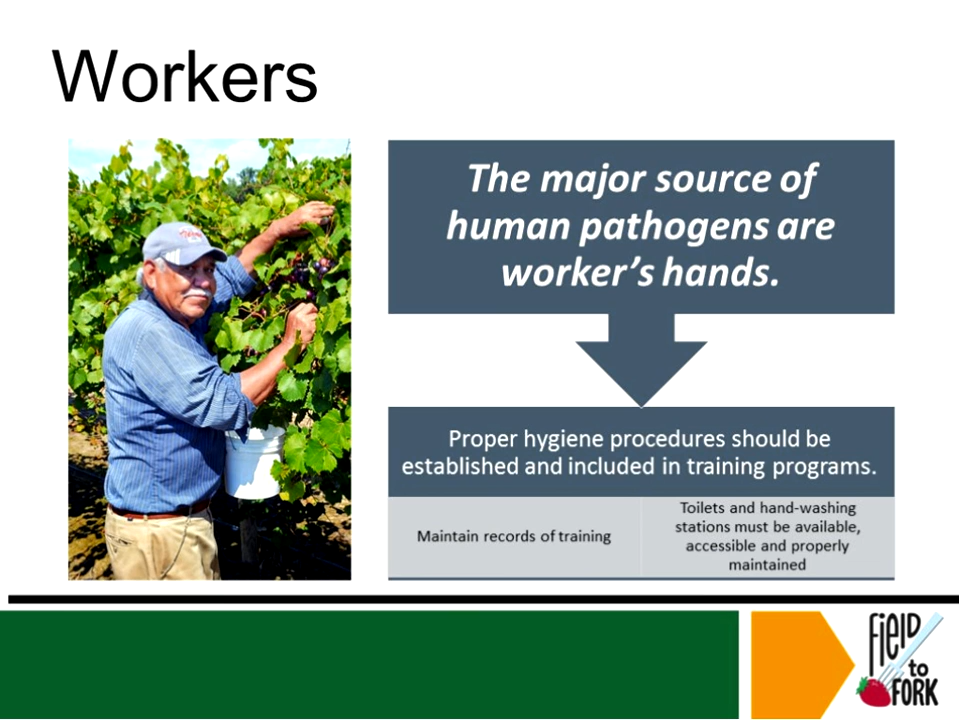 Workers
The major source of
human pathogens are
worker's hands.
Proper hygiene procedures should be
established and included in training programs.
Maintain records of training
Toilets and hand-washing
stations must be available,
accessible and properly
maintained
FIELD
to
FORK